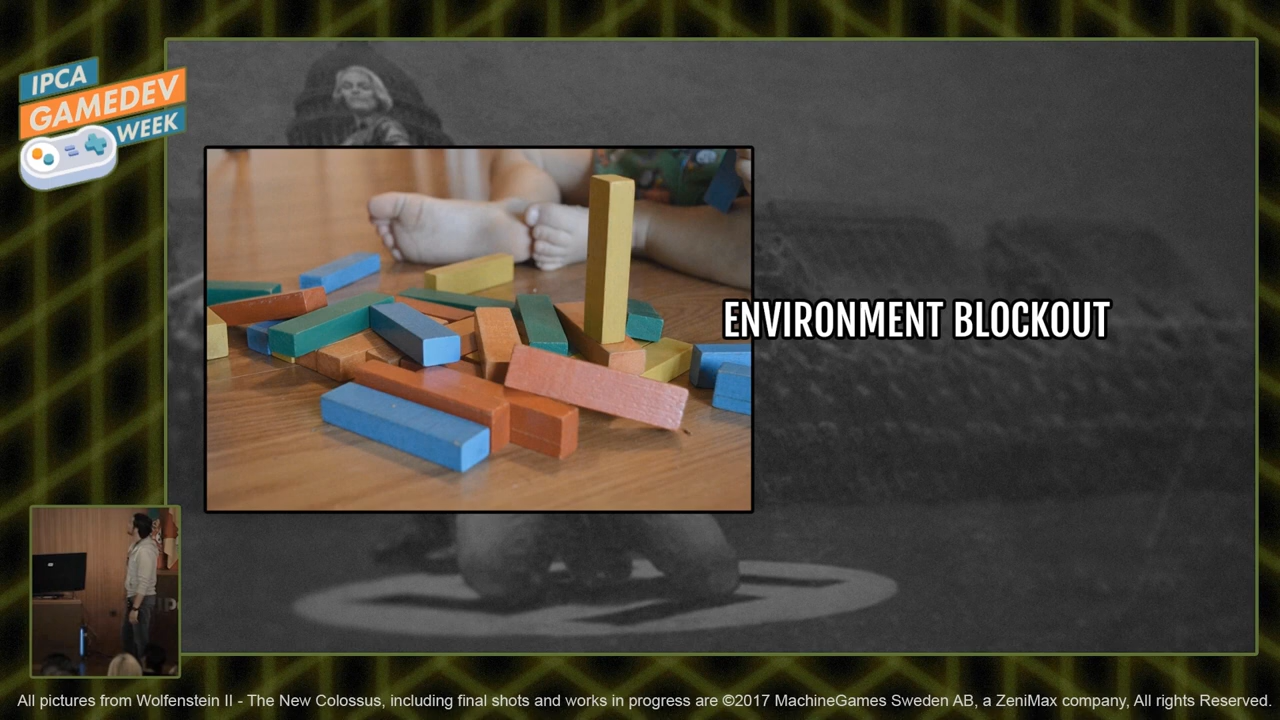 IPCA
GAMEDEV
WEEK
ENVIRONMENT BLOCKOUT
All pictures from Wolfenstein II - The New Colossus, including final shots and works in progress are ©2017 MachineGames Sweden AB, a ZeniMax company, All rights Reserved.